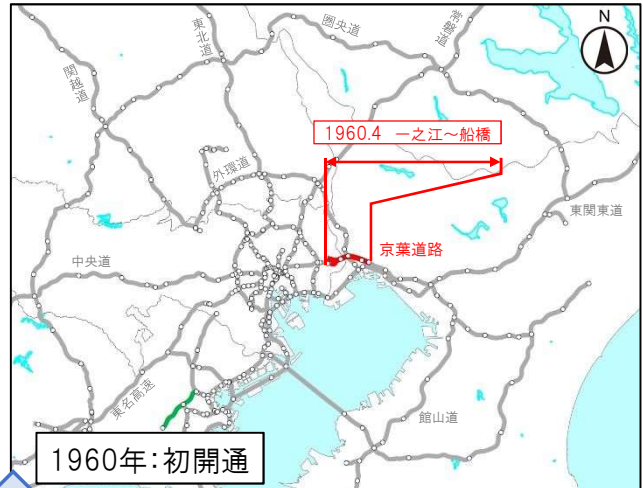 N
圏央道
常磐道
東北道
関越道
1960.4 一之江～船橋
外環道
東関東道
京葉道路
中央道
東名高速
館山道
1960年：初開通